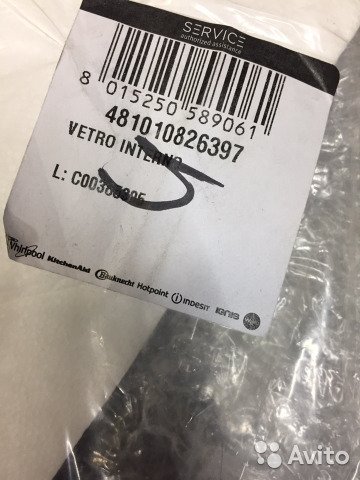 SERVICE
authorized assistance
8 015250 589061
481010826397
VETRO INTERNO
L:
Whirlpool KitchenAid Bauknecht Hotpoint indesit IGNIS
Avito